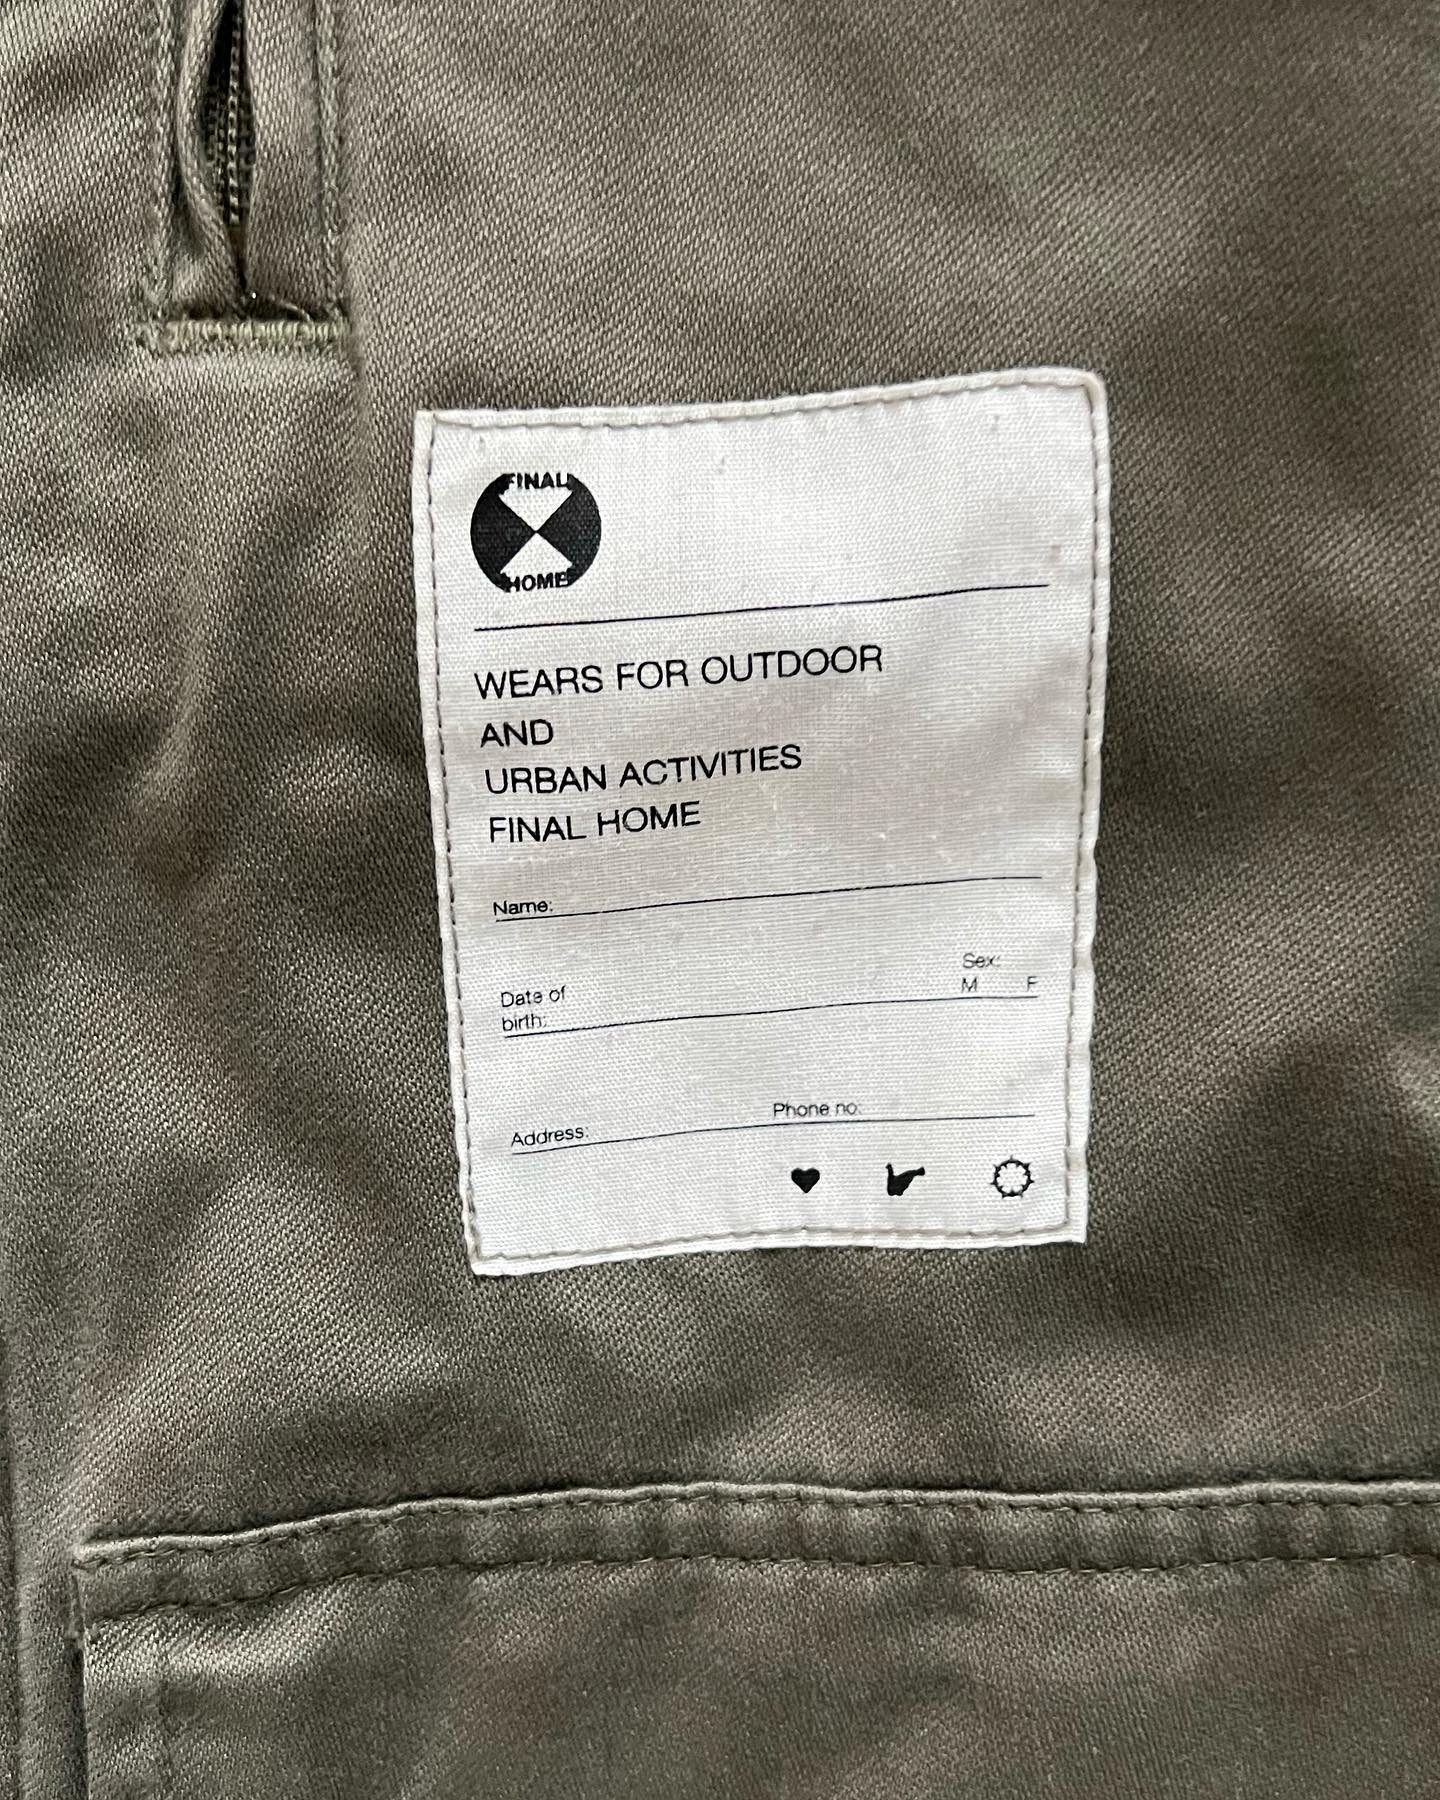 FINAL
HOME
WEARS FOR OUTDOOR
AND
URBAN ACTIVITIES
FINAL HOME
Name:
Sex:
Date of
M F
birth:
Phone no:
Address: